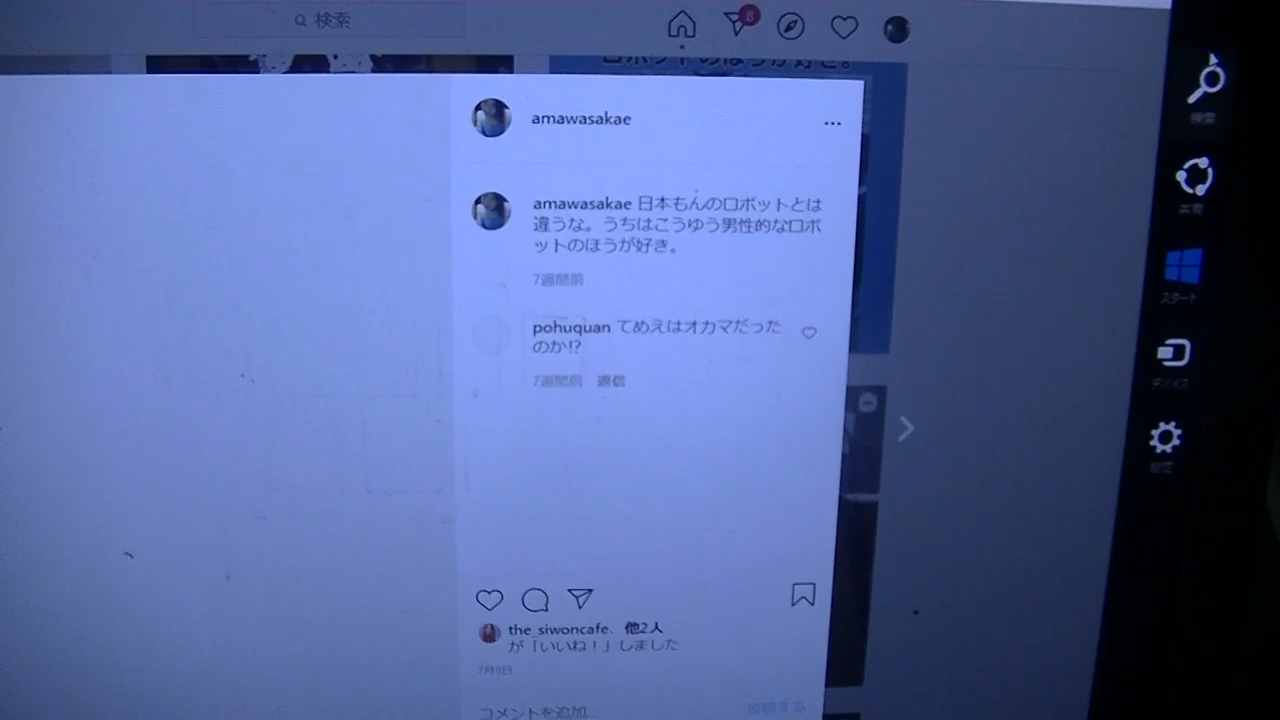 検索
8
ロボットのほうが好き。
amawasakae
...
amawasakae 日本もんのロボットとは
違うな。うちはこうゆう男性的なロボ
ットのほうが好き。
7週間前
pohuquan てめえはオカマだった
のか!?
7週間前 返信
the_siwoncafe、他2人
が「いいね！」しました
コメントを追加...
検索
共有
スタート
デバイス
設定